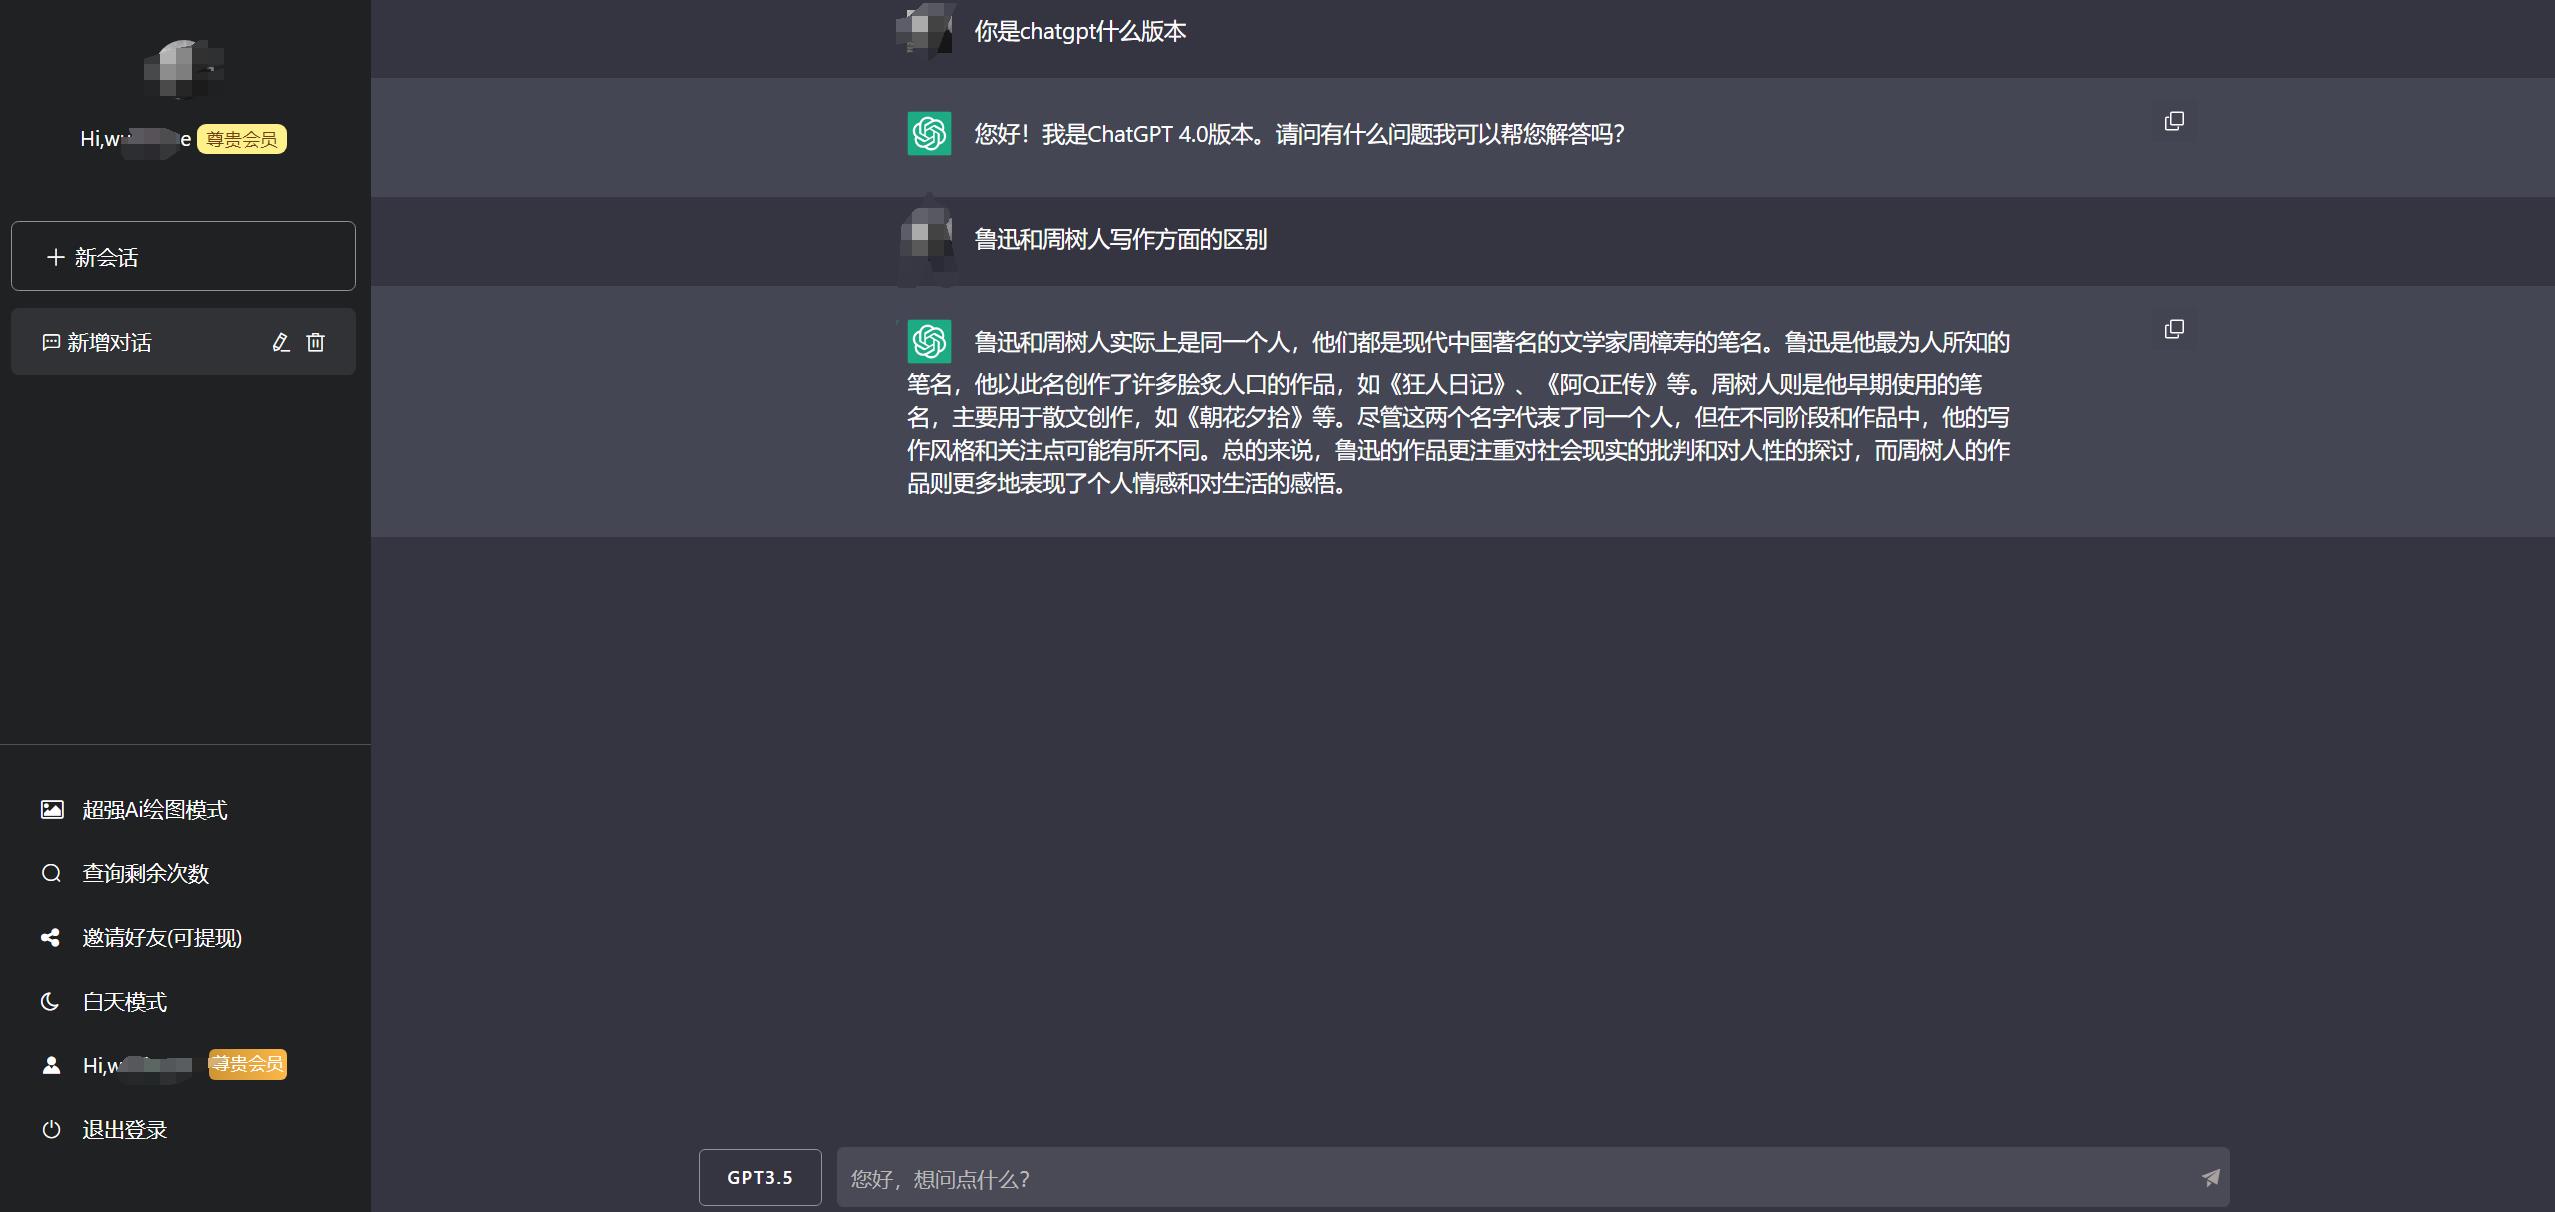 Hi,w e 尊贵会员
新会话
新增对话
超强Ai绘图模式
查询剩余次数
邀请好友(可提现)
白天模式
Hi,w 尊贵会员
退出登录
你是chatgpt什么版本
您好！我是ChatGPT 4.0版本。请问有什么问题我可以帮您解答吗？
鲁迅和周树人写作方面的区别
鲁迅和周树人实际上是同一个人，他们都是现代中国著名的文学家周樟寿的笔名。鲁迅是他最为人所知的
笔名，他以此名创作了许多脍炙人口的作品，如《狂人日记》、《阿Q正传》等。周树人则是他早期使用的笔
名，主要用于散文创作，如《朝花夕拾》等。尽管这两个名字代表了同一个人，但在不同阶段和作品中，他的写
作风格和关注点可能有所不同。总的来说，鲁迅的作品更注重对社会现实的批判和对人性的探讨，而周树人的作
品则更多地表现了个人情感和对生活的感悟。
GPT3.5
您好，想问点什么？